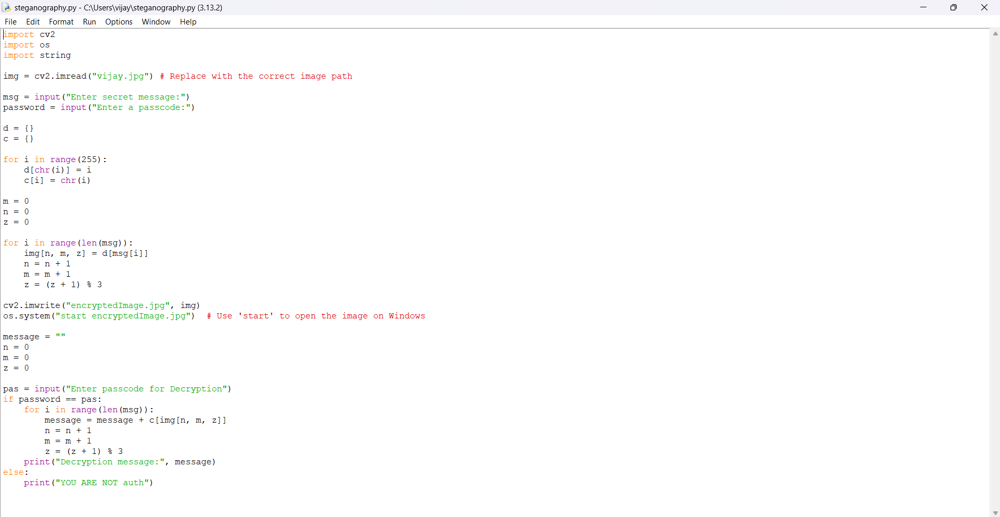 steganography.py - C:\Users\vijay\steganography.py (3.13.2)
File Edit Format Run Options Window Help
import cv2
import os
import string

img = cv2.imread("vijay.jpg") # Replace with the correct image path

msg = input("Enter secret message:")
password = input("Enter a passcode:")

d = {}
c = {}

for i in range(255):
    d[chr(i)] = i
    c[i] = chr(i)

m = 0
n = 0
z = 0

for i in range(len(msg)):
    img[n, m, z] = d[msg[i]]
    n = n + 1
    m = m + 1
    z = (z + 1) % 3

cv2.imwrite("encryptedImage.jpg", img)
os.system("start encryptedImage.jpg")  # Use 'start' to open the image on Windows

message = ""
n = 0
m = 0
z = 0

pas = input("Enter passcode for Decryption")
if password == pas:
    for i in range(len(msg)):
        message = message + c[img[n, m, z]]
        n = n + 1
        m = m + 1
        z = (z + 1) % 3
    print("Decryption message:", message)
else:
    print("YOU ARE NOT auth")